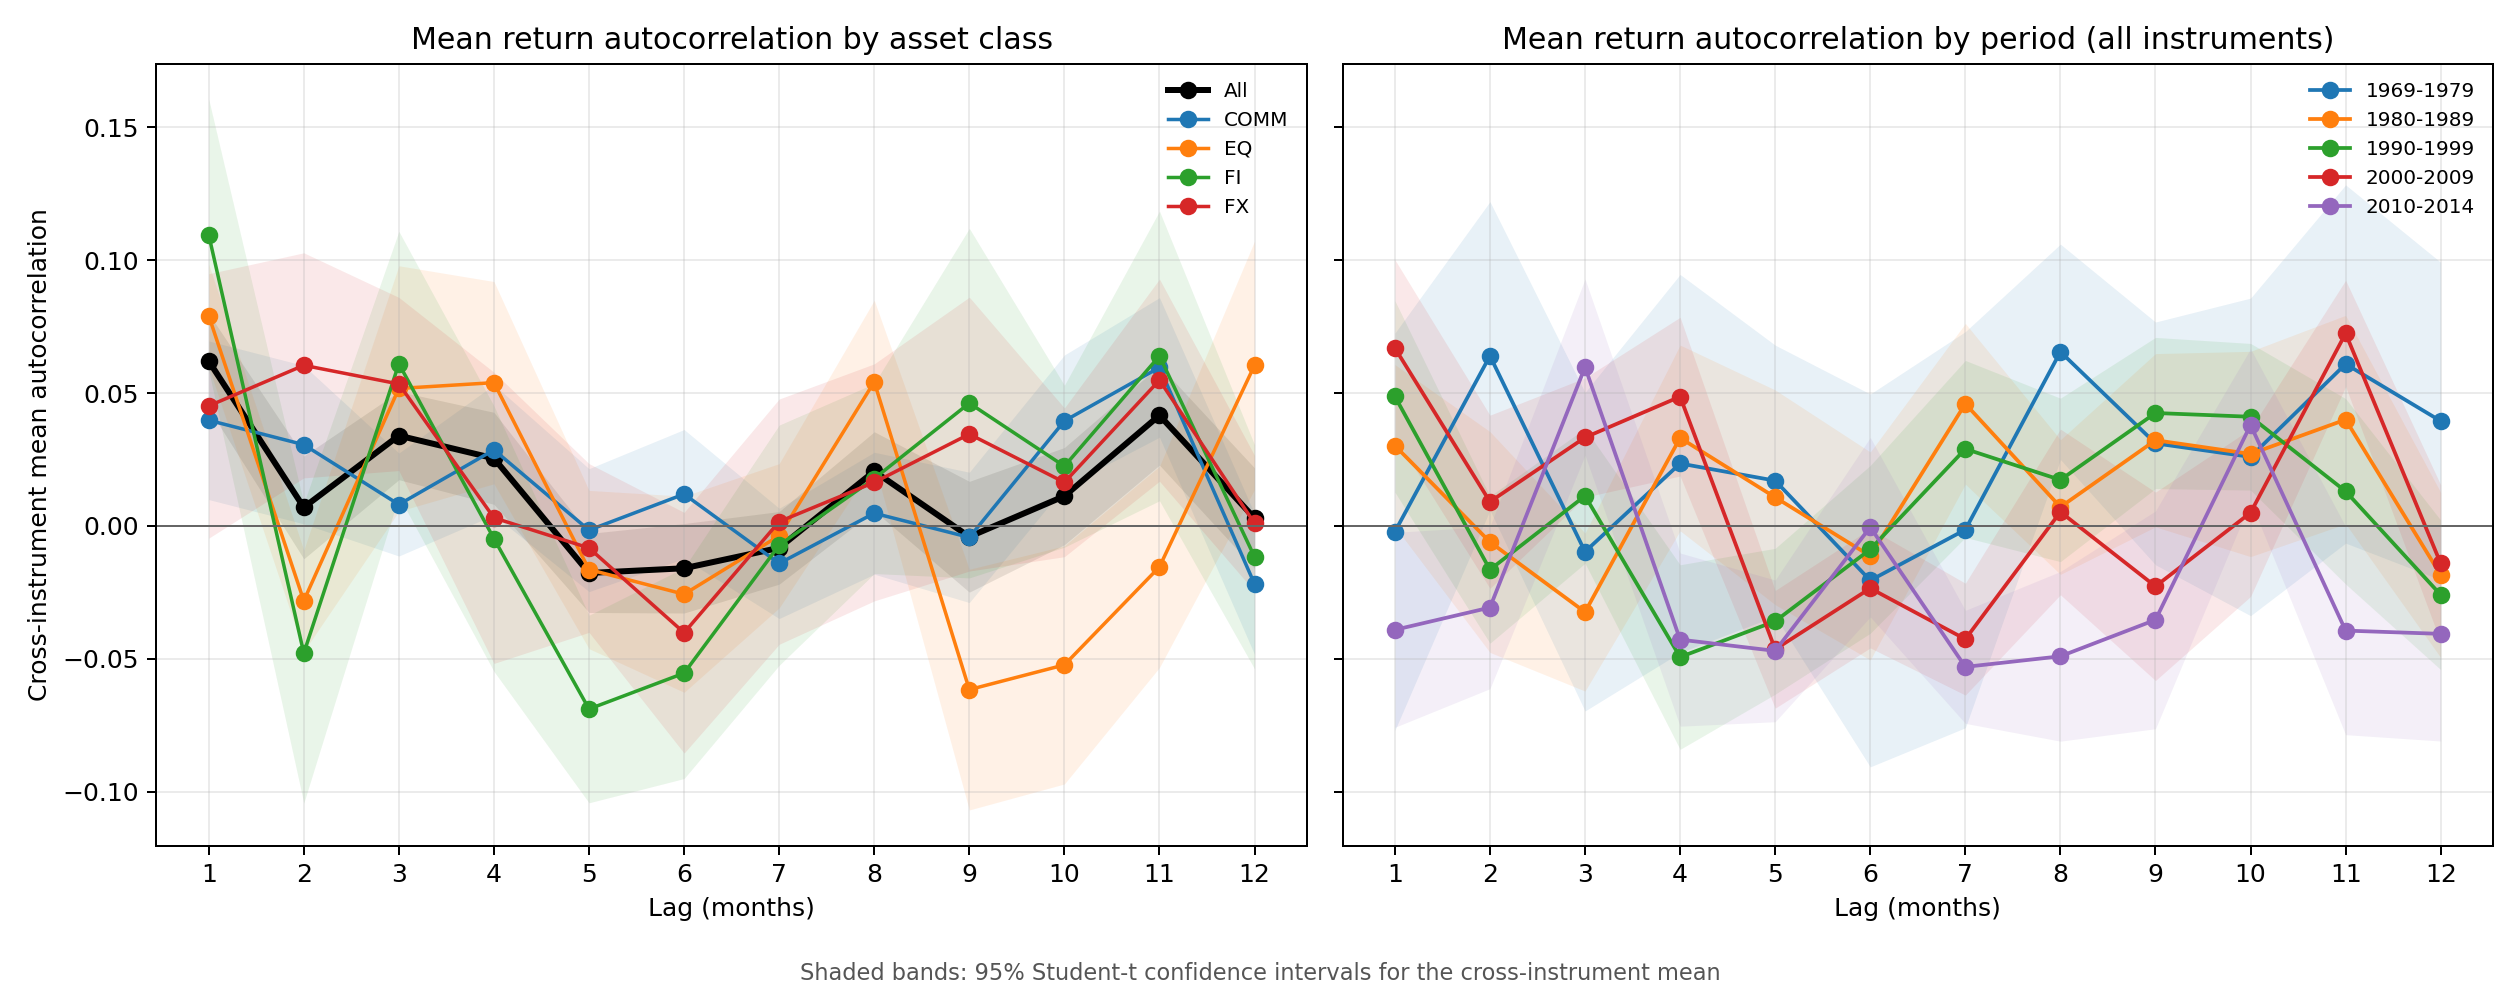 Mean return autocorrelation by asset class
Cross-instrument mean autocorrelation
0.15
0.10
0.05
0.00
−0.05
−0.10
All
COMM
EQ
FI
FX
1 2 3 4 5 6 7 8 9 10 11 12
Lag (months)
Mean return autocorrelation by period (all instruments)
1969-1979
1980-1989
1990-1999
2000-2009
2010-2014
1 2 3 4 5 6 7 8 9 10 11 12
Lag (months)
Shaded bands: 95% Student-t confidence intervals for the cross-instrument mean